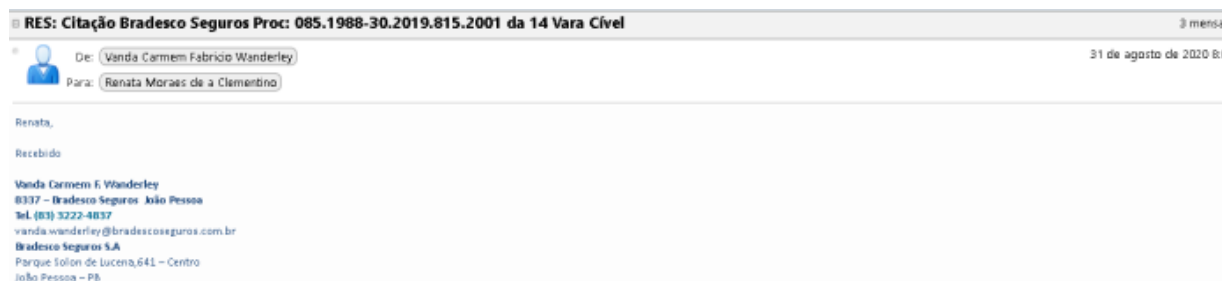 RES: Citação Bradesco Seguros Proc: 085.1988-30.2019.815.2001 da 14 Vara Cível
3 mensa
De: Vanda Carmem Fabricio Wanderley
31 de agosto de 2020 8:
Para: Renata Moraes de a Clementino
Renata,
Recebido
Vanda Carmem F. Wanderley
8337 – Bradesco Seguros João Pessoa
Tel. (83) 3222-4837
vanda.wanderley@bradescoseguros.com.br
Bradesco Seguros S.A
Parque Solon de Lucena,641 – Centro
João Pessoa – PB